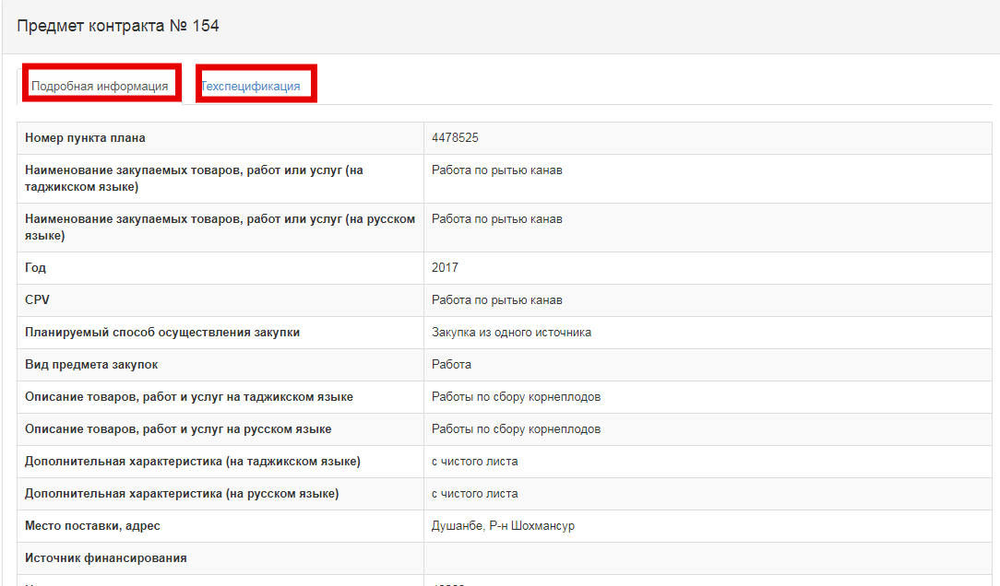 Предмет контракта № 154
Подробная информация Техспецификация
Номер пункта плана 4478525
Наименование закупаемых товаров, работ или услуг (на Работа по рытью канав
таджикском языке)
Наименование закупаемых товаров, работ или услуг (на русском Работа по рытью канав
языке)
Год 2017
CPV Работа по рытью канав
Планируемый способ осуществления закупки Закупка из одного источника
Вид предмета закупок Работа
Описание товаров, работ и услуг на таджикском языке Работы по сбору корнеплодов
Описание товаров, работ и услуг на русском языке Работы по сбору корнеплодов
Дополнительная характеристика (на таджикском языке) с чистого листа
Дополнительная характеристика (на русском языке) с чистого листа
Место поставки, адрес Душанбе, Р-н Шохмансур
Источник финансирования